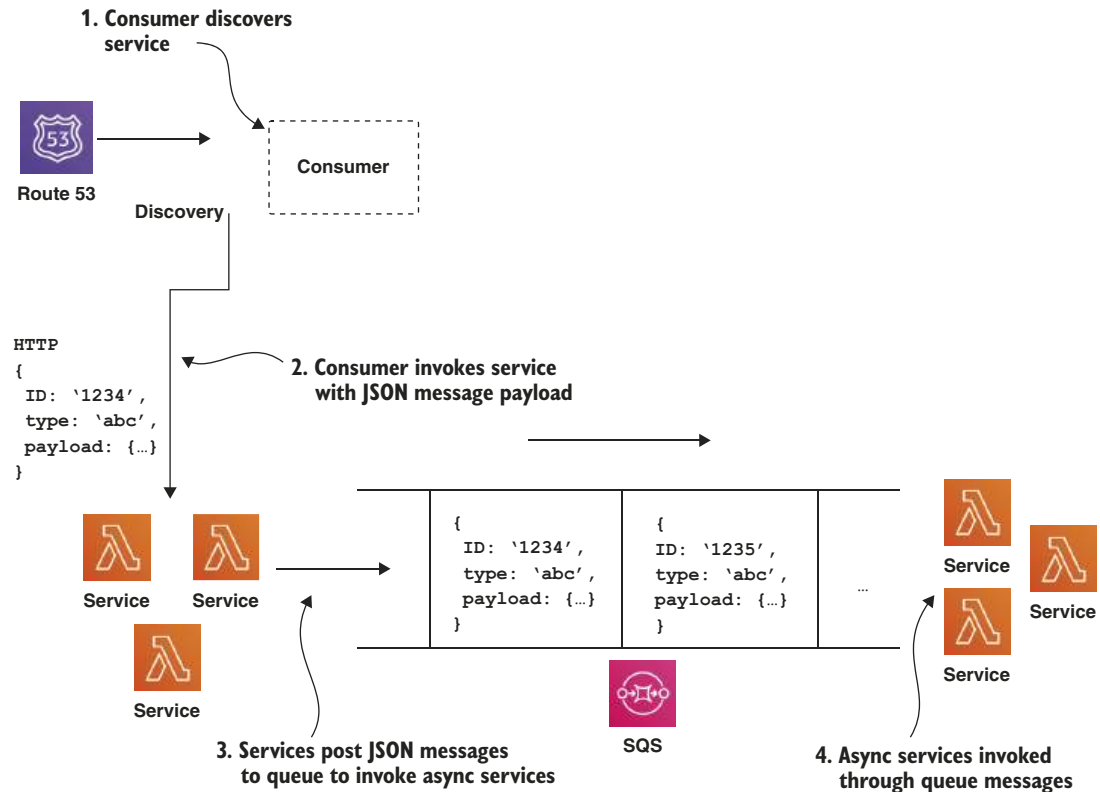 1. Consumer discovers
service
53
Route 53
Consumer
Discovery
HTTP
{
ID: ‘1234’,
type: ‘abc’,
payload: {…}
}
2. Consumer invokes service
with JSON message payload
Service
Service
Service
{
ID: ‘1234’,
type: ‘abc’,
payload: {…}
}
{
ID: ‘1235’,
type: ‘abc’,
payload: {…}
}
…
SQS
Service
Service
Service
3. Services post JSON messages
to queue to invoke async services
4. Async services invoked
through queue messages